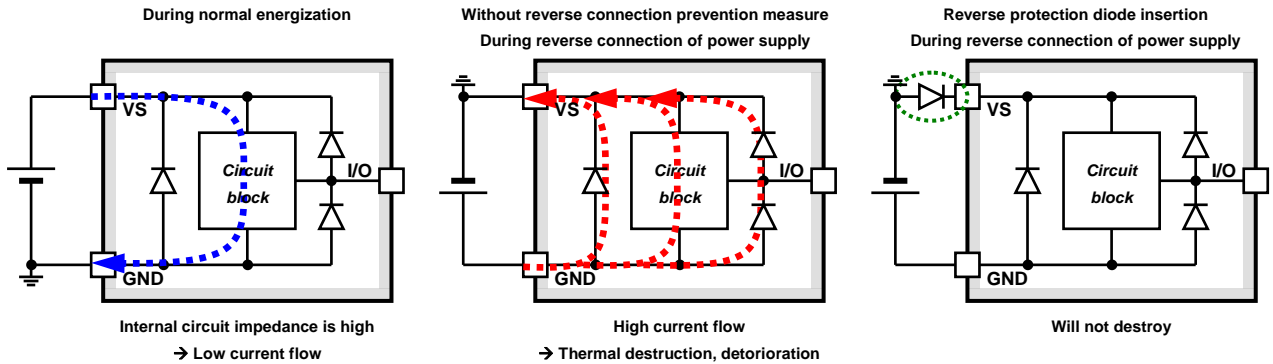 During normal energization
VS
Circuit
block
I/O
GND
Internal circuit impedance is high
→ Low current flow
Without reverse connection prevention measure
During reverse connection of power supply
VS
Circuit
block
I/O
GND
High current flow
→ Thermal destruction, detorioration
Reverse protection diode insertion
During reverse connection of power supply
VS
Circuit
block
I/O
GND
Will not destroy